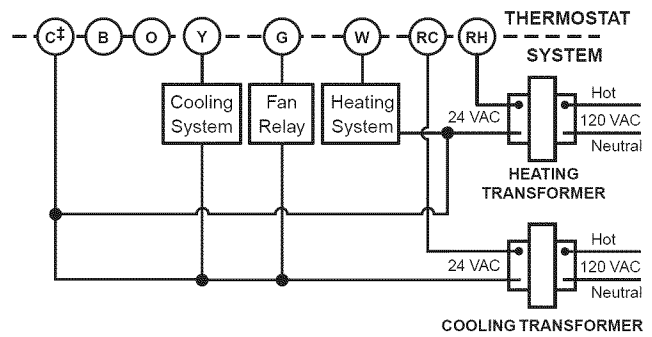 THERMOSTAT
C‡ B O Y G W RC RH
SYSTEM
Cooling
System
Fan
Relay
Heating
System
Hot
24 VAC
120 VAC
Neutral
HEATING
TRANSFORMER
Hot
24 VAC
120 VAC
Neutral
COOLING TRANSFORMER